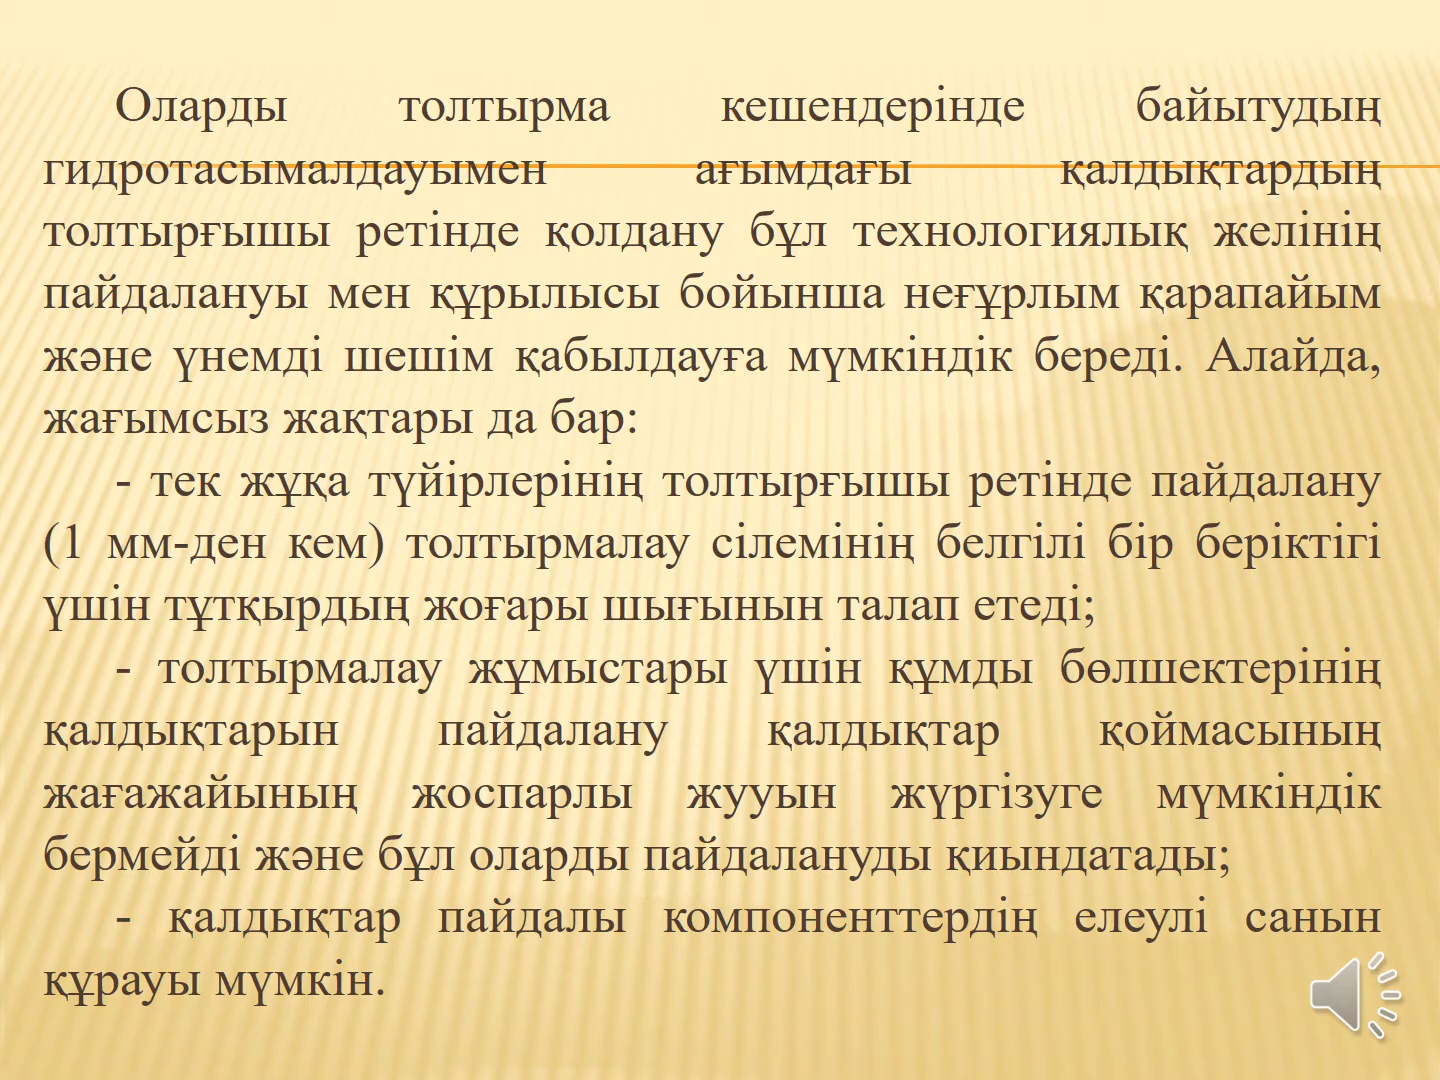 Оларды толтырма кешендерінде байытудың
гидротасымалдауымен ағымдағы қалдықтардың
толтырғышы ретінде қолдану бұл технологиялық желінің
пайдалануы мен құрылысы бойынша неғұрлым қарапайым
және үнемді шешім қабылдауға мүмкіндік береді. Алайда,
жағымсыз жақтары да бар:
- тек жұқа түйірлерінің толтырғышы ретінде пайдалану
(1 мм-ден кем) толтырмалау сілемінің белгілі бір беріктігі
үшін тұтқырдың жоғары шығынын талап етеді;
- толтырмалау жұмыстары үшін құмды бөлшектерінің
қалдықтарын пайдалану қалдықтар қоймасының
жағажайының жоспарлы жууын жүргізуге мүмкіндік
бермейді және бұл оларды пайдалануды қиындатады;
- қалдықтар пайдалы компоненттердің елеулі санын
құрауы мүмкін.